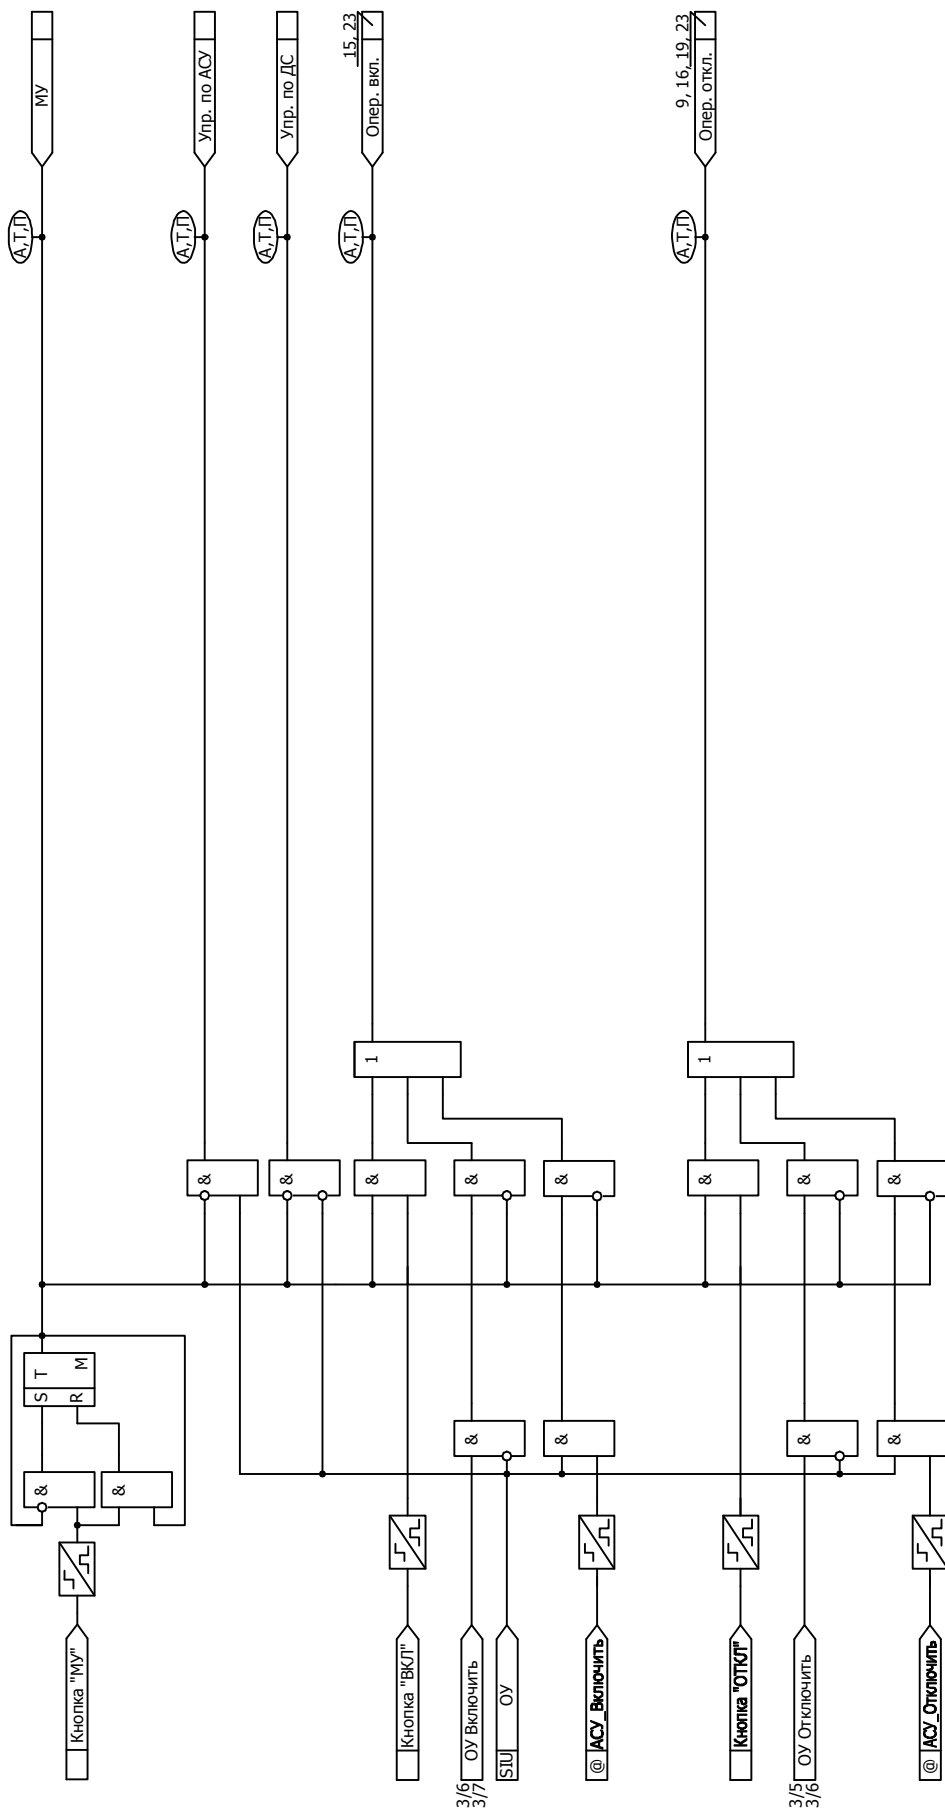 МУ
Упр. по АСУ
Упр. по ДС
15, 23
Опер. вкл.
9, 16, 19, 23
Опер. откл.
А,Т,П
А,Т,П
А,Т,П
А,Т,П
А,Т,П
1
1
&
&
&
&
&
&
&
&
S T
R M
&
&
&
&
&
&
Кнопка "МУ"
Кнопка "ВКЛ"
3/6
3/7
ОУ Включить
SIU ОУ
@ АСУ_Включить
Кнопка "ОТКЛ"
3/5
3/6
ОУ Отключить
@ АСУ_Отключить